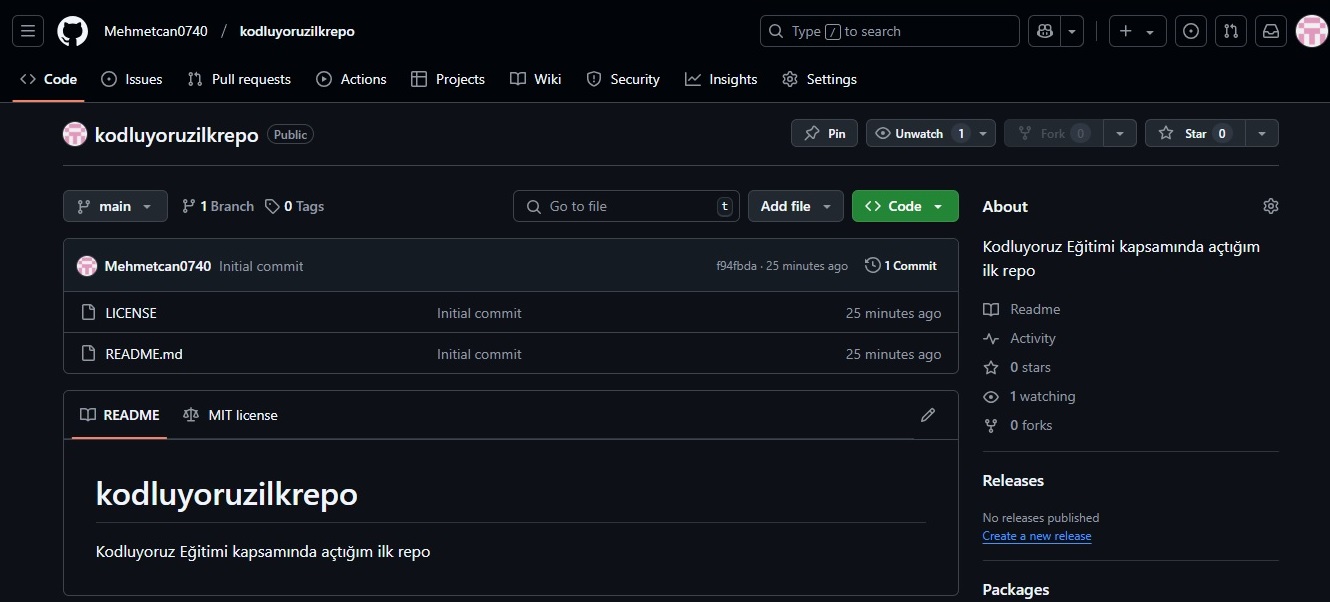 Mehmetcan0740 / kodluyoruzilkrepo
Type / to search
Code Issues Pull requests Actions Projects Wiki Security Insights Settings
kodluyoruzilkrepo Public
Pin Unwatch 1 Fork 0 Star 0
main 1 Branch 0 Tags
Go to file t Add file Code
Mehmetcan0740 Initial commit f94fbda · 25 minutes ago 1 Commit
LICENSE Initial commit 25 minutes ago
README.md Initial commit 25 minutes ago
README MIT license
kodluyoruzilkrepo
Kodluyoruz Eğitimi kapsamında açtığım ilk repo
About
Kodluyoruz Eğitimi kapsamında açtığım
ilk repo
Readme
Activity
0 stars
1 watching
0 forks
Releases
No releases published
Create a new release
Packages